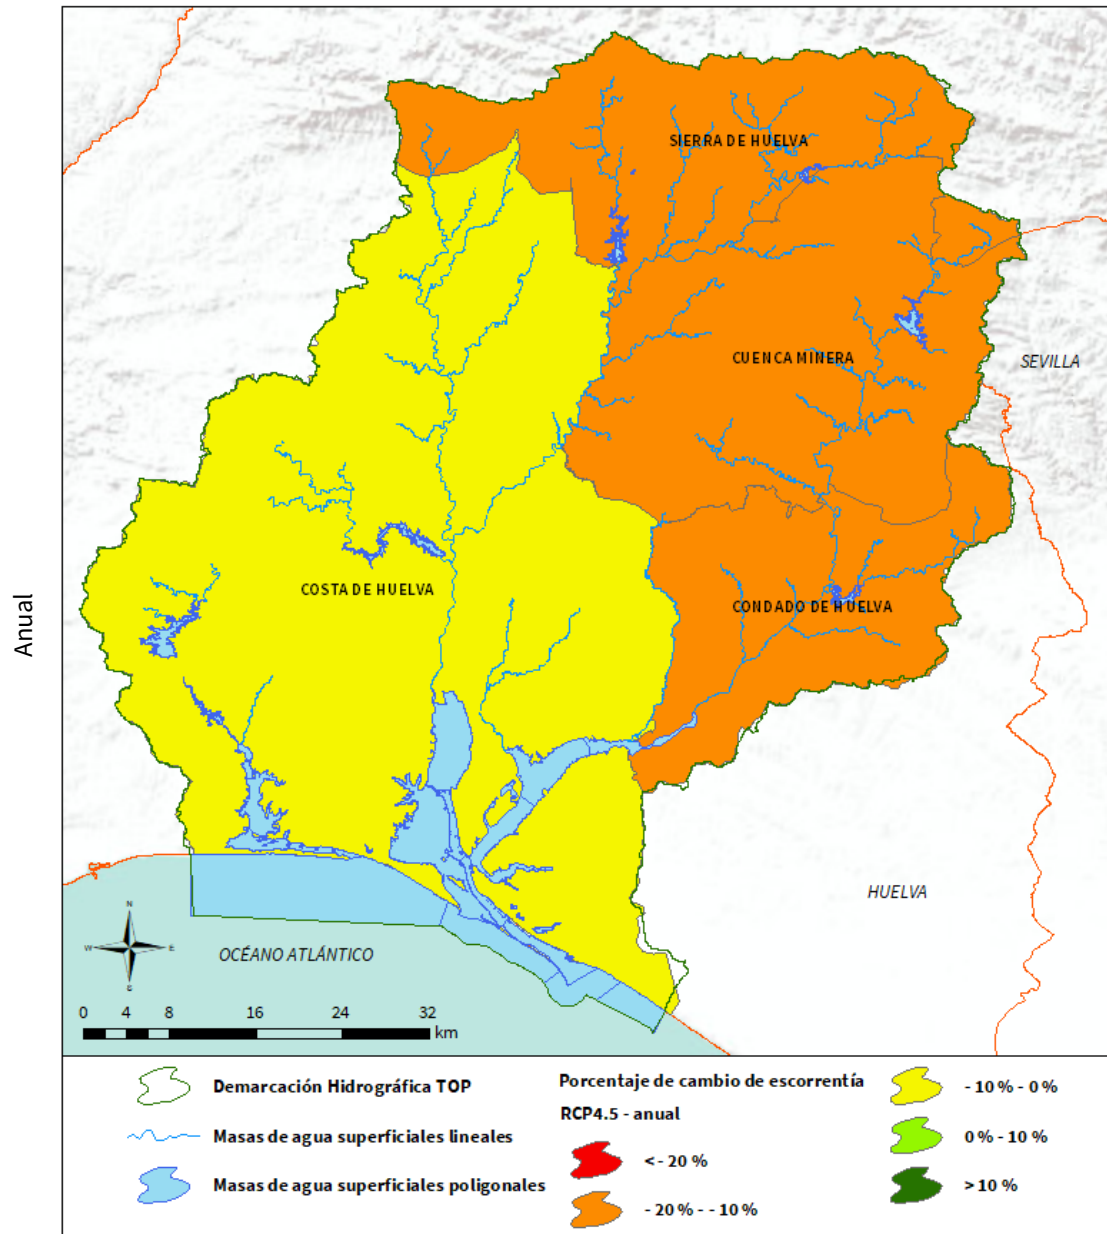 Anual
SIERRA DE HUELVA
CUENCA MINERA
SEVILLA
COSTA DE HUELVA
CONDADO DE HUELVA
HUELVA
OCÉANO ATLÁNTICO
N
W
E
S
0 4 8 16 24 32
km
Demarcación Hidrográfica TOP
Masas de agua superficiales lineales
Masas de agua superficiales poligonales
Porcentaje de cambio de escorrentía
RCP4.5 - anual
< - 20 %
- 20 % - - 10 %
- 10 % - 0 %
0 % - 10 %
> 10 %